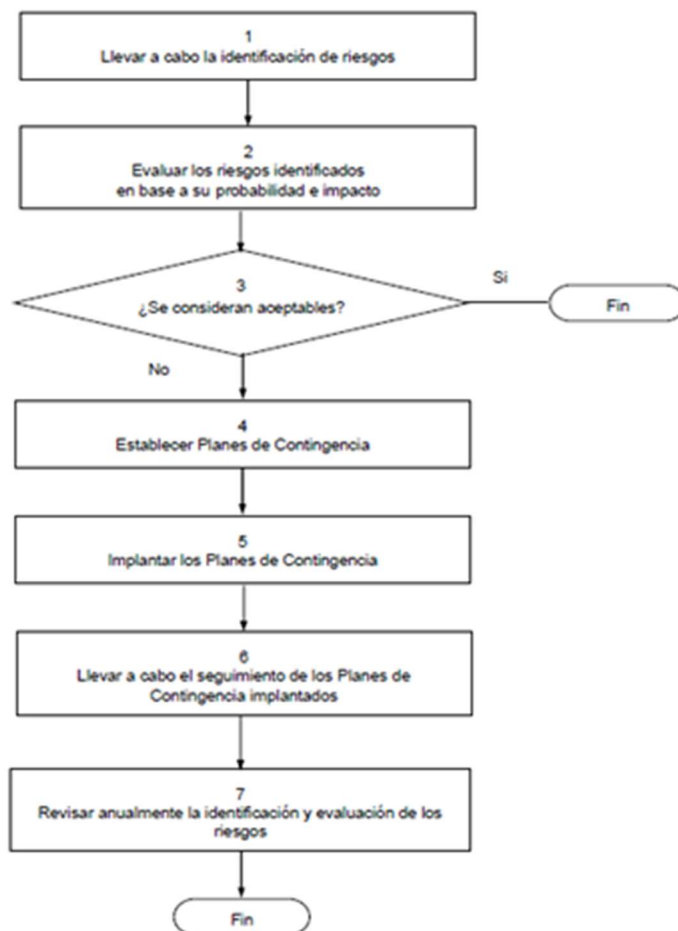 1
Llevar a cabo la identificación de riesgos
2
Evaluar los riesgos identificados
en base a su probabilidad e impacto
3
¿Se consideran aceptables?
Si
Fin
No
4
Establecer Planes de Contingencia
5
Implantar los Planes de Contingencia
6
Llevar a cabo el seguimiento de los Planes de
Contingencia implantados
7
Revisar anualmente la identificación y evaluación de los
riesgos
Fin